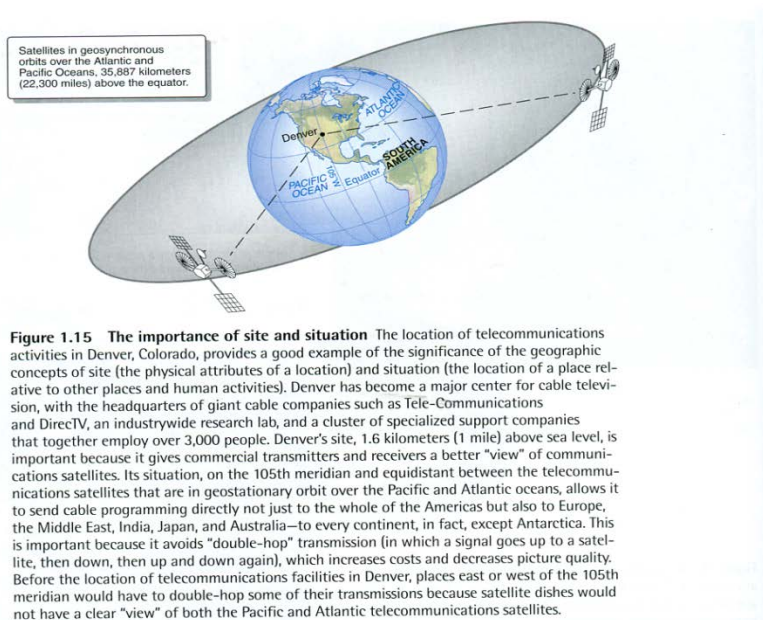 Satellites in geosynchronous
orbits over the Atlantic and
Pacific Oceans, 35,887 kilometers
(22,300 miles) above the equator.
ATLANTIC
OCEAN
Denver
SOUTH
AMERICA
PACIFIC
OCEAN
105° W
Equator
Figure 1.15 The importance of site and situation The location of telecommunications
activities in Denver, Colorado, provides a good example of the significance of the geographic
concepts of site (the physical attributes of a location) and situation (the location of a place rel-
ative to other places and human activities). Denver has become a major center for cable televi-
sion, with the headquarters of giant cable companies such as Tele-Communications
and DirecTV, an industrywide research lab, and a cluster of specialized support companies
that together employ over 3,000 people. Denver's site, 1.6 kilometers (1 mile) above sea level, is
important because it gives commercial transmitters and receivers a better "view" of communi-
cations satellites. Its situation, on the 105th meridian and equidistant between the telecommu-
nications satellites that are in geostationary orbit over the Pacific and Atlantic oceans, allows it
to send cable programming directly not just to the whole of the Americas but also to Europe,
the Middle East, India, Japan, and Australia—to every continent, in fact, except Antarctica. This
is important because it avoids "double-hop" transmission (in which a signal goes up to a satel-
lite, then down, then up and down again), which increases costs and decreases picture quality.
Before the location of telecommunications facilities in Denver, places east or west of the 105th
meridian would have to double-hop some of their transmissions because satellite dishes would
not have a clear "view" of both the Pacific and Atlantic telecommunications satellites.